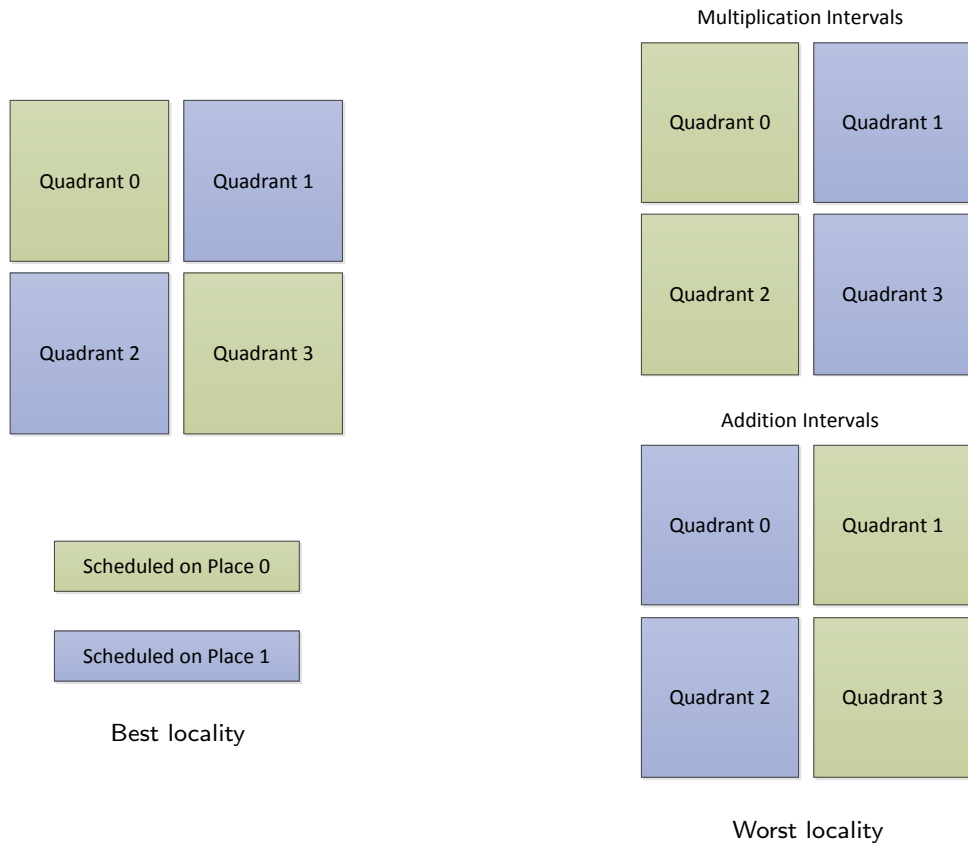 Quadrant 0
Quadrant 1
Quadrant 2
Quadrant 3
Scheduled on Place 0
Scheduled on Place 1
Best locality
Multiplication Intervals
Quadrant 0
Quadrant 1
Quadrant 2
Quadrant 3
Addition Intervals
Quadrant 0
Quadrant 1
Quadrant 2
Quadrant 3
Worst locality